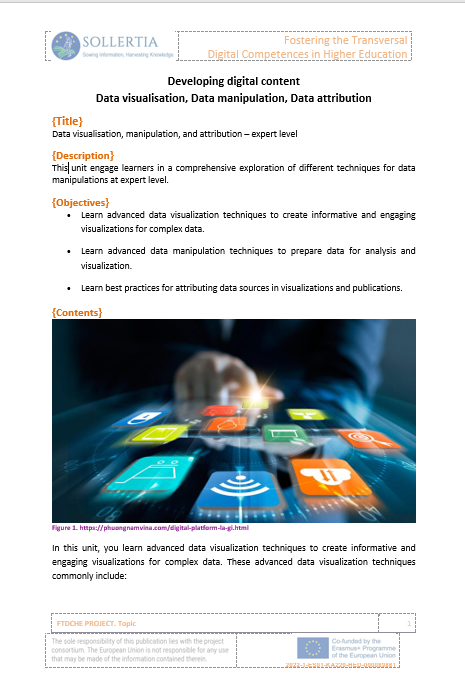 SOLLERTIA
Sowing Information, Harvesting Knowledge
Fostering the Transversal
Digital Competences in Higher Education
Developing digital content
Data visualisation, Data manipulation, Data attribution
{Title}
Data visualisation, manipulation, and attribution – expert level
{Description}
This unit engage learners in a comprehensive exploration of different techniques for data
manipulations at expert level.
{Objectives}
• Learn advanced data visualization techniques to create informative and engaging
visualizations for complex data.
• Learn advanced data manipulation techniques to prepare data for analysis and
visualization.
• Learn best practices for attributing data sources in visualizations and publications.
{Contents}
Figure 1. https://phuongnamvina.com/digital-platform-la-gi.html
In this unit, you learn advanced data visualization techniques to create informative and
engaging visualizations for complex data. These advanced data visualization techniques
commonly include:
FTDCHE PROJECT. Topic
1
The sole responsibility of this publication lies with the project
consortium. The European Union is not responsible for any use
that may be made of the information contained therein.
Co-funded by the
Erasmus+ Programme
of the European Union